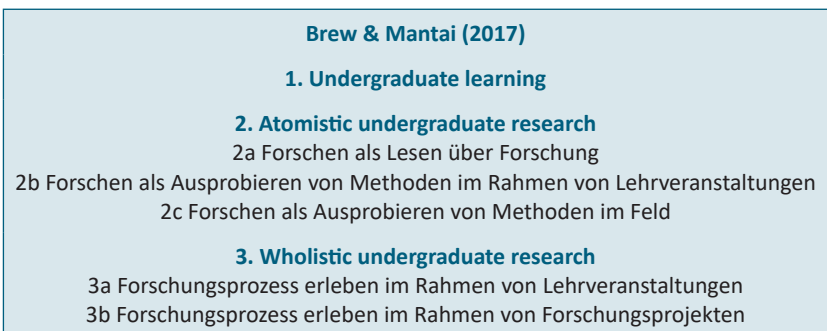 Brew & Mantai (2017)
1. Undergraduate learning
2. Atomistic undergraduate research
2a Forschen als Lesen über Forschung
2b Forschen als Ausprobieren von Methoden im Rahmen von Lehrveranstaltungen
2c Forschen als Ausprobieren von Methoden im Feld
3. Wholistic undergraduate research
3a Forschungsprozess erleben im Rahmen von Lehrveranstaltungen
3b Forschungsprozess erleben im Rahmen von Forschungsprojekten